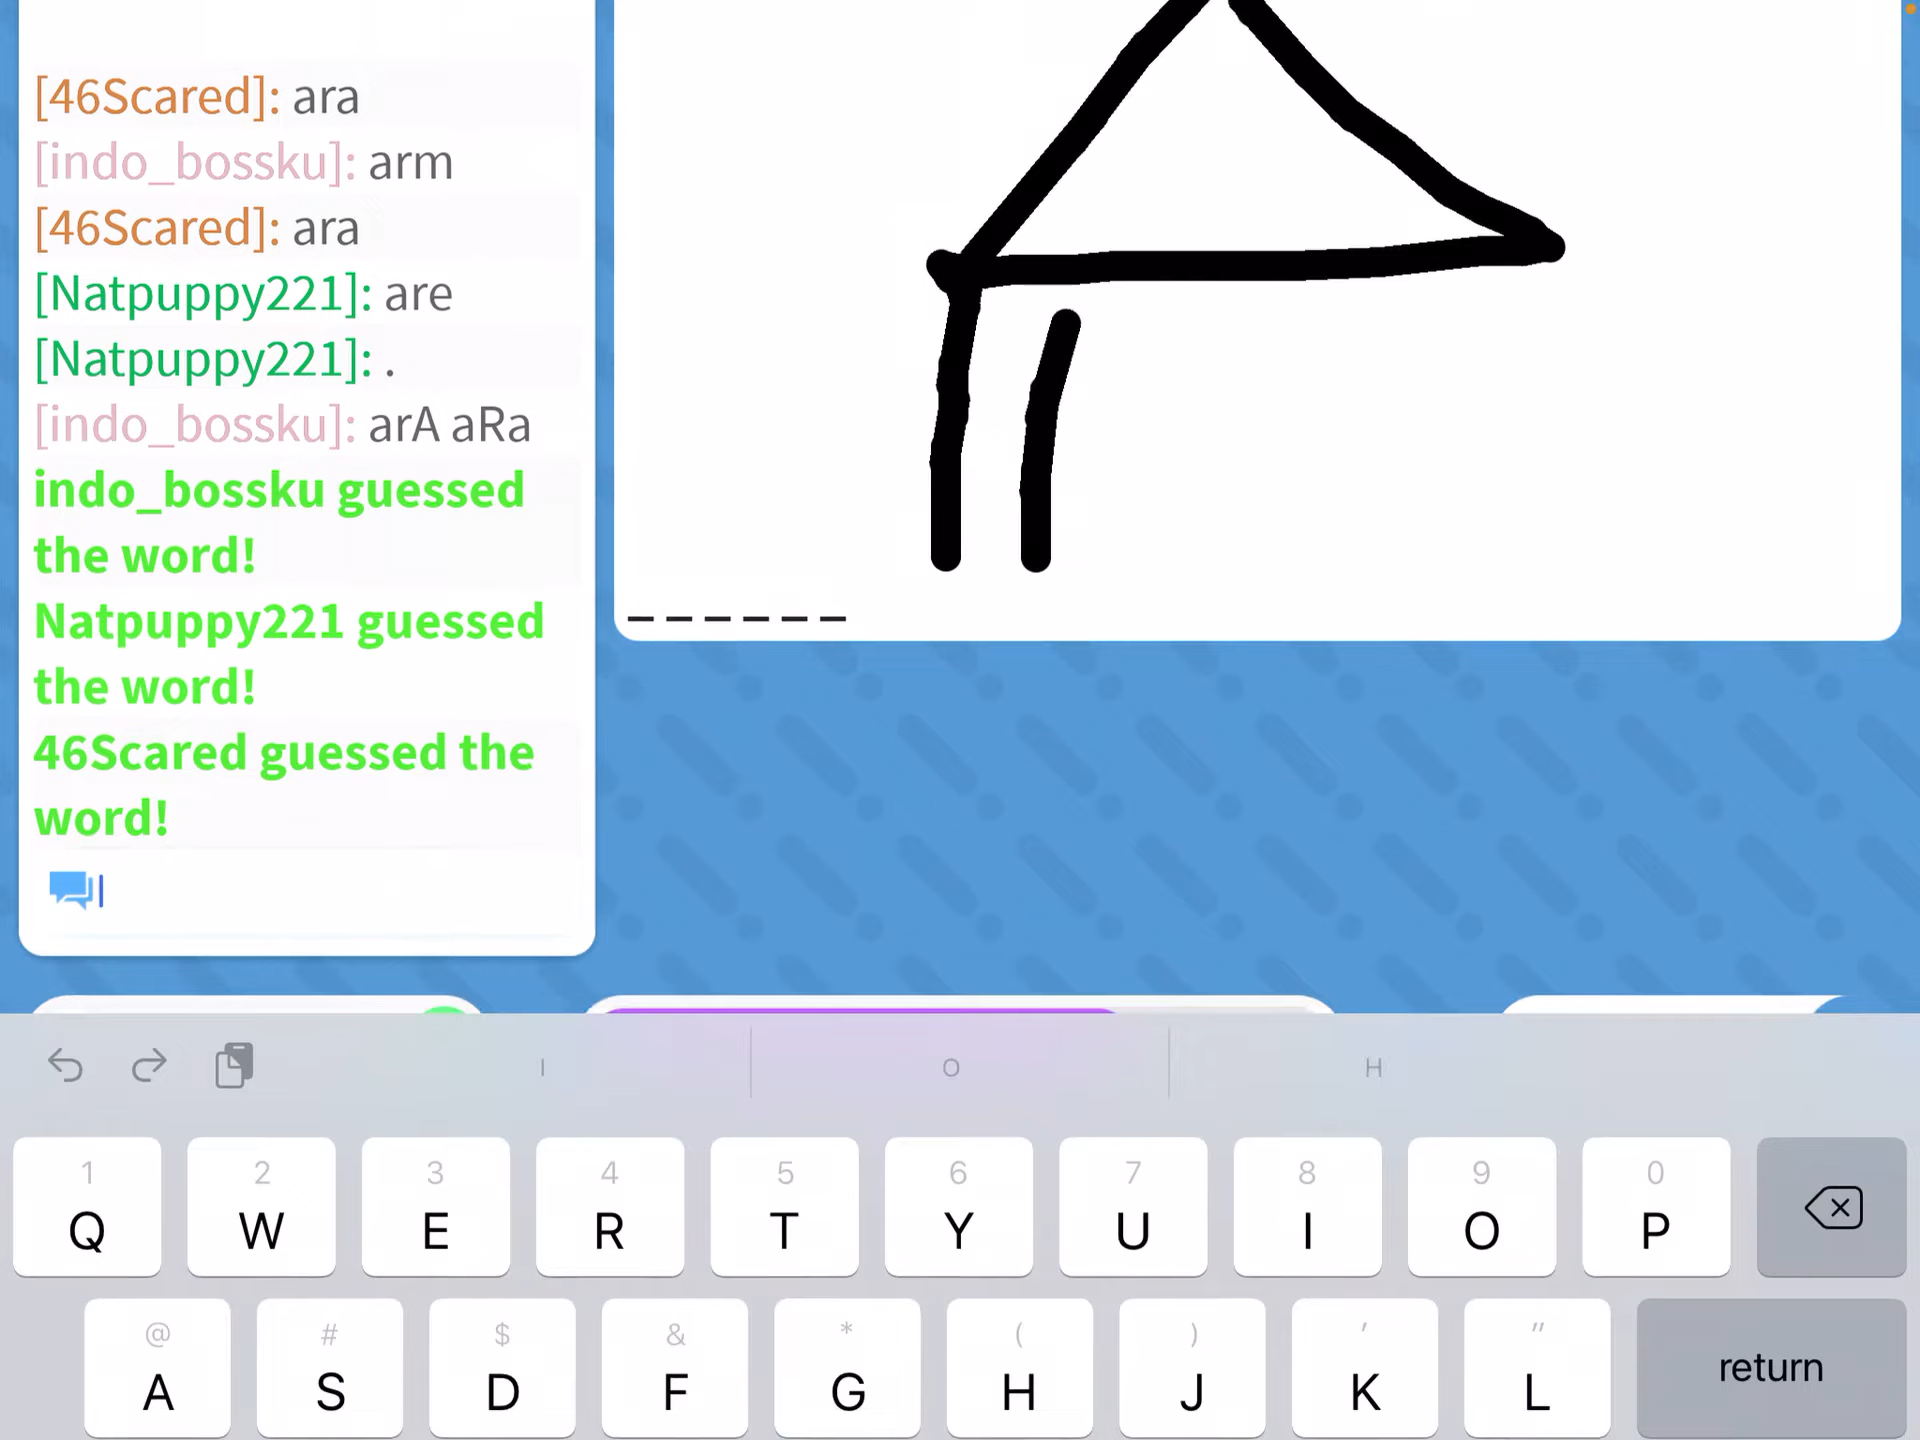 [46Scared]: ara
[indo_bossku]: arm
[46Scared]: ara
[Natpuppy221]: are
[Natpuppy221]: .
[indo_bossku]: arA aRa
indo_bossku guessed
the word!
Natpuppy221 guessed
the word!
46Scared guessed the
word!
_ _ _ _ _ _
I O H
1 2 3 4 5 6 7 8 9 0
Q W E R T Y U I O P
@ # $ & * ( ) ' "
A S D F G H J K L return